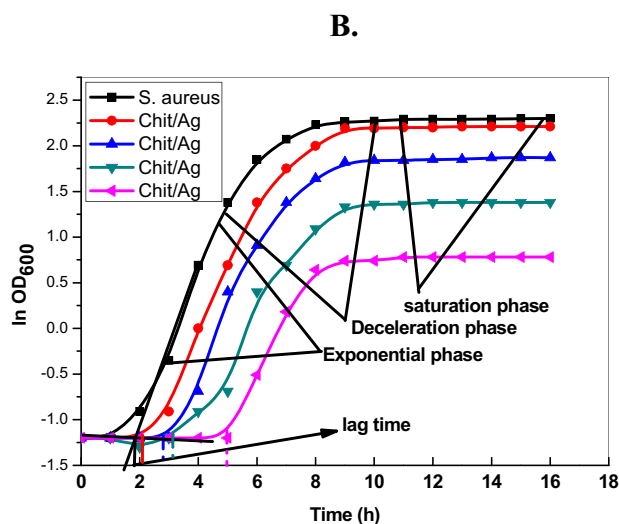 B.
2.5
2.0
1.5
1.0
0.5
0.0
-0.5
-1.0
-1.5
ln OD600
S. aureus
Chit/Ag
Chit/Ag
Chit/Ag
Chit/Ag
saturation phase
Deceleration phase
Exponential phase
lag time
0 2 4 6 8 10 12 14 16 18
Time (h)